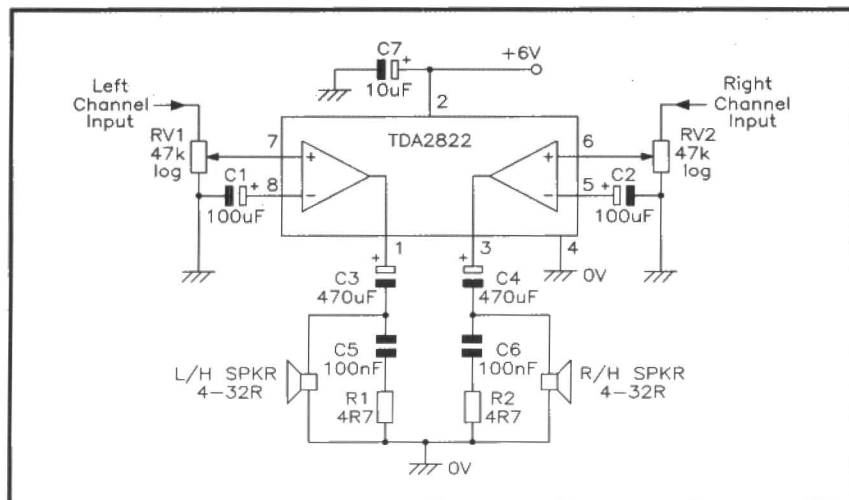 C7
+
10uF
+6V
2
Left
Channel
Input
Right
Channel
Input
TDA2822
RV1
47k
log
7
+
8
−
C1
+
100uF
6
+
5
−
C2
+
100uF
RV2
47k
log
1
3
4
0V
+
C3
470uF
+
C4
470uF
C5
100nF
C6
100nF
L/H SPKR
4-32R
R/H SPKR
4-32R
R1
4R7
R2
4R7
0V